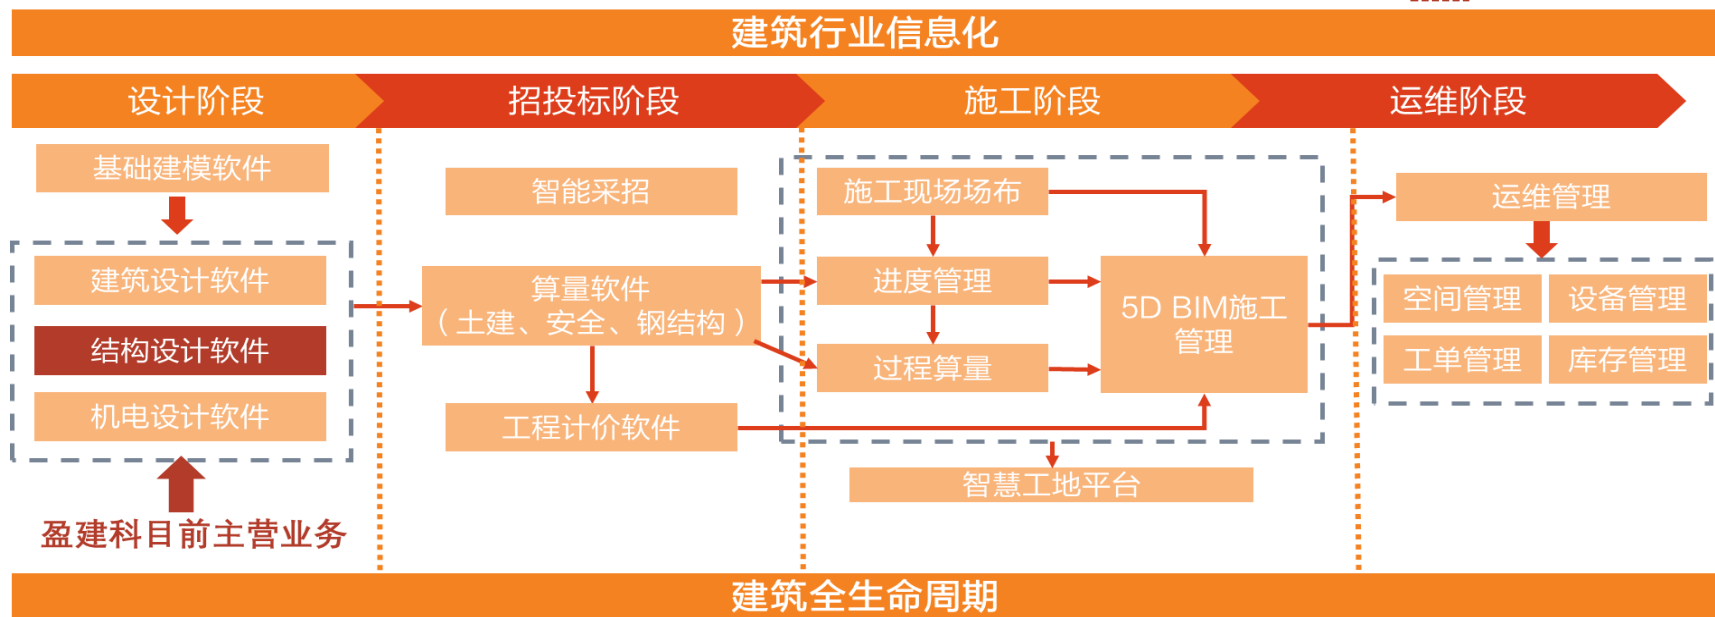 建筑行业信息化
设计阶段
招投标阶段
施工阶段
运维阶段
基础建模软件
建筑设计软件
结构设计软件
机电设计软件
盈建科目前主营业务
智能采招
算量软件
（土建、安全、钢结构）
工程计价软件
施工现场场布
进度管理
过程算量
5D BIM施工
管理
智慧工地平台
运维管理
空间管理
设备管理
工单管理
库存管理
建筑全生命周期